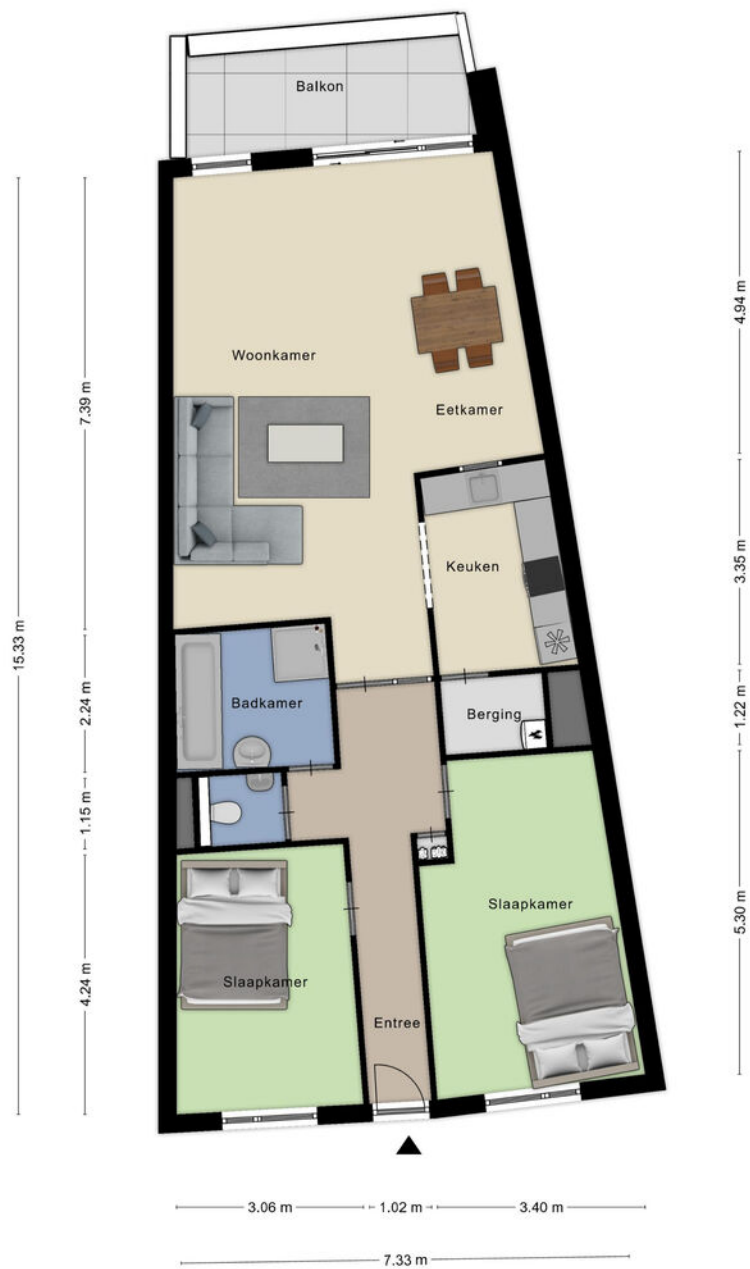 Balkon
4.94 m
Woonkamer
7.39 m
Eetkamer
Keuken
3.35 m
15.33 m
2.24 m
Badkamer
Berging
1.22 m
1.15 m
Slaapkamer
5.30 m
Slaapkamer
4.24 m
Entree
3.06 m
1.02 m
3.40 m
7.33 m